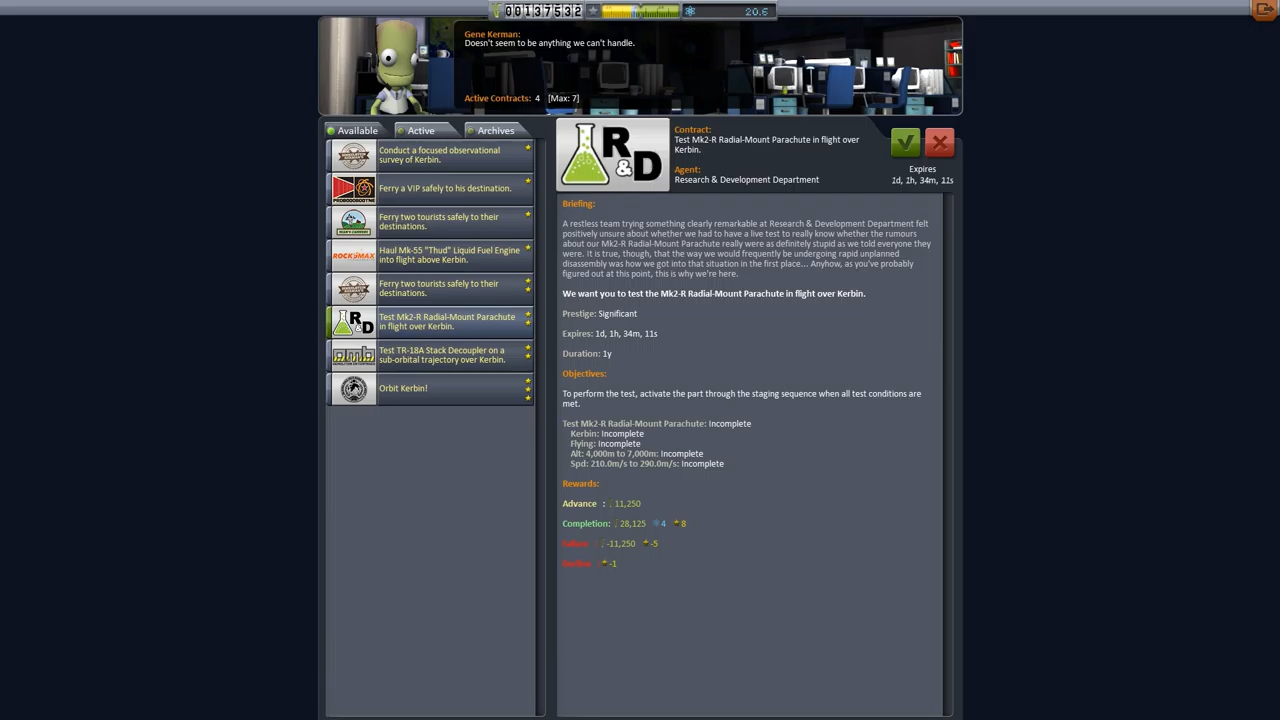 00137532
20.6
Gene Kerman:
Doesn't seem to be anything we can't handle.
Active Contracts: 4 [Max: 7]
Available
Active
Archives
Conduct a focused observational
survey of Kerbin.
Ferry a VIP safely to his destination.
Ferry two tourists safely to their
destinations.
ROCKOMAX
Haul Mk-55 "Thud" Liquid Fuel Engine
into flight above Kerbin.
Ferry two tourists safely to their
destinations.
R&D
Test Mk2-R Radial-Mount Parachute
in flight over Kerbin.
Test TR-18A Stack Decoupler on a
sub-orbital trajectory over Kerbin.
Orbit Kerbin!
R&D
Contract:
Test Mk2-R Radial-Mount Parachute in flight over
Kerbin.
Agent:
Research & Development Department
Expires
1d, 1h, 34m, 11s
Briefing:
A restless team trying something clearly remarkable at Research & Development Department felt
positively unsure about whether we had to have a live test to really know whether the rumours
about our Mk2-R Radial-Mount Parachute really were as definitely stupid as we told everyone they
were. It is true, though, that the way we would frequently be undergoing rapid unplanned
disassembly was how we got into that situation in the first place... Anyhow, as you've probably
figured out at this point, this is why we're here.
We want you to test the Mk2-R Radial-Mount Parachute in flight over Kerbin.
Prestige: Significant
Expires: 1d, 1h, 34m, 11s
Duration: 1y
Objectives:
To perform the test, activate the part through the staging sequence when all test conditions are
met.
Test Mk2-R Radial-Mount Parachute: Incomplete
Kerbin: Incomplete
Flying: Incomplete
Alt: 4,000m to 7,000m: Incomplete
Spd: 210.0m/s to 290.0m/s: Incomplete
Rewards:
Advance : 11,250
Completion: 28,125 4 8
Failure: -11,250 -5
Decline: -1